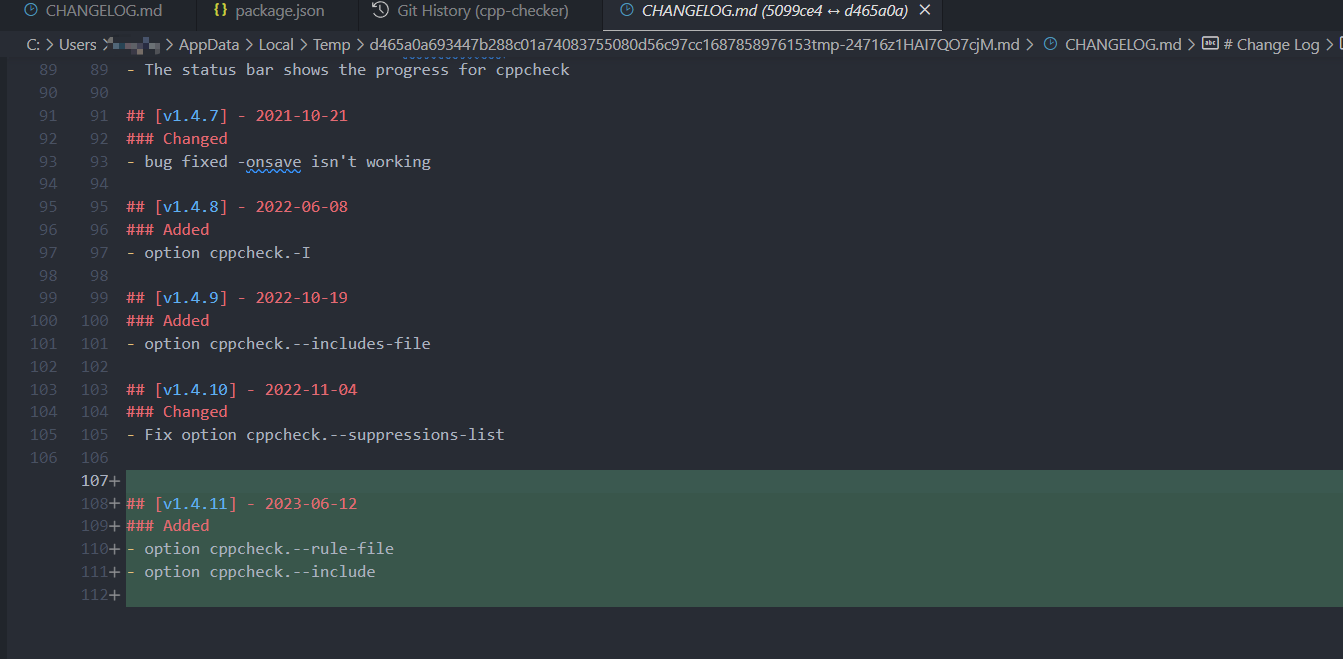 CHANGELOG.md {} package.json Git History (cpp-checker) CHANGELOG.md (5099ce4 ↔ d465a0a) ×
C: > Users > > AppData > Local > Temp > d465a0a693447b288c01a74083755080d56c97cc1687858976153tmp-24716z1HAI7QO7cjM.md > CHANGELOG.md > abc # Change Log >
89 89 - The status bar shows the progress for cppcheck
90 90
91 91 ## [v1.4.7] - 2021-10-21
92 92 ### Changed
93 93 - bug fixed -onsave isn't working
94 94
95 95 ## [v1.4.8] - 2022-06-08
96 96 ### Added
97 97 - option cppcheck.-I
98 98
99 99 ## [v1.4.9] - 2022-10-19
100 100 ### Added
101 101 - option cppcheck.--includes-file
102 102
103 103 ## [v1.4.10] - 2022-11-04
104 104 ### Changed
105 105 - Fix option cppcheck.--suppressions-list
106 106
107+
108+ ## [v1.4.11] - 2023-06-12
109+ ### Added
110+ - option cppcheck.--rule-file
111+ - option cppcheck.--include
112+